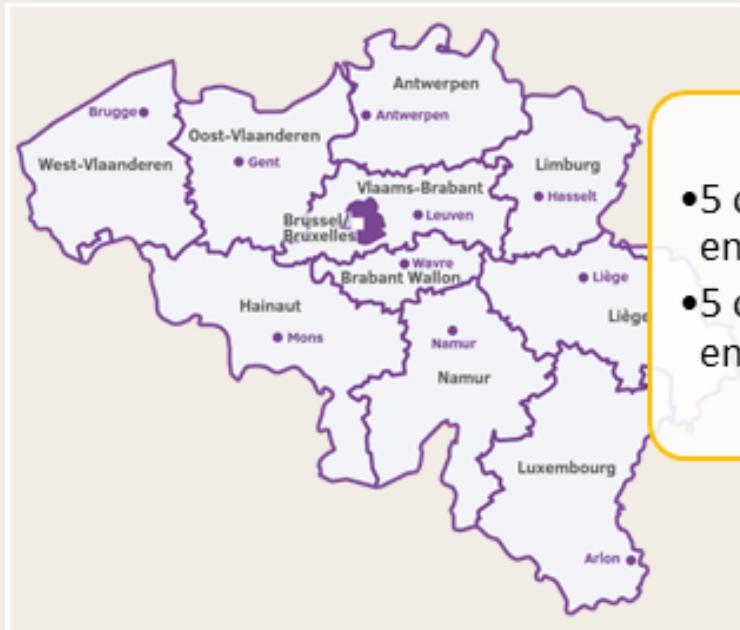 Antwerpen
Brugge
Antwerpen
Oost-Vlaanderen
West-Vlaanderen
Gent
Limburg
Vlaams-Brabant
Hasselt
Leuven
Brussel/
Bruxelles
Wavre
Brabant Wallon
Liège
Hainaut
Liège
Mons
Namur
Namur
Luxembourg
Arlon
•5
en
•5
en